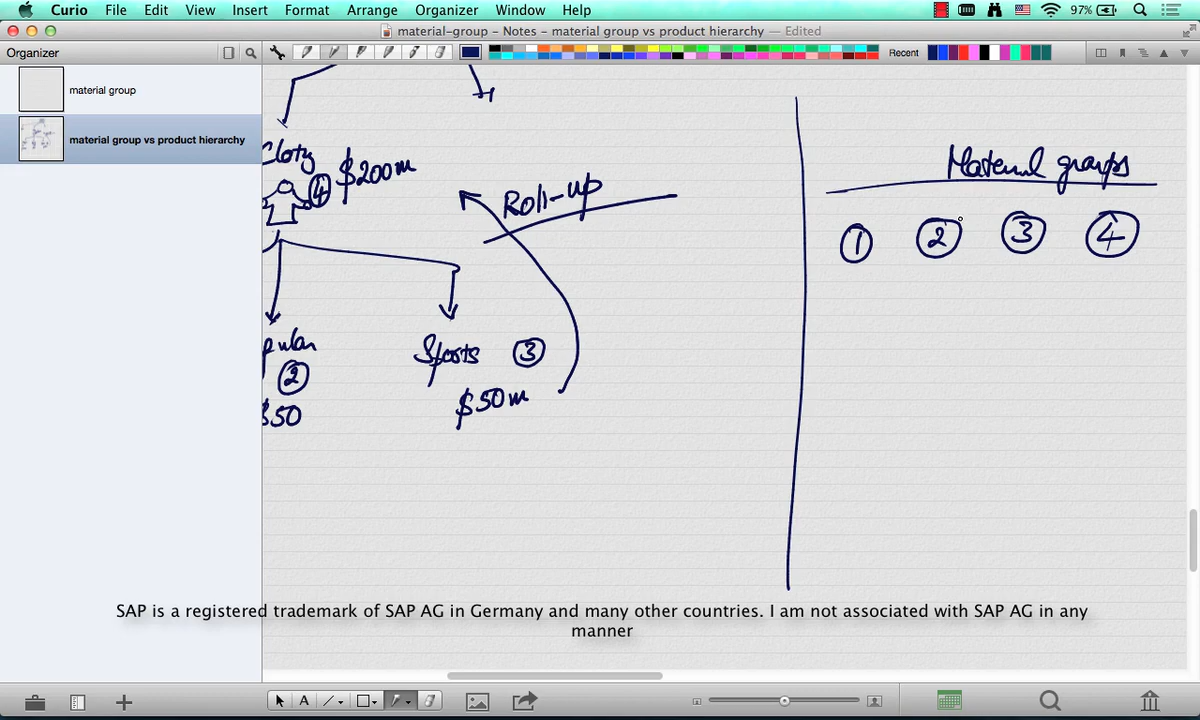 Curio File Edit View Insert Format Arrange Organizer Window Help 97%
material-group – Notes – material group vs product hierarchy — Edited
Organizer
Recent
material group
material group vs product hierarchy
④ $200m
Roll-up
Material groups
① ② ③ ④
Sports ③
②
$50m
$50
SAP is a registered trademark of SAP AG in Germany and many other countries. I am not associated with SAP AG in any
manner
A